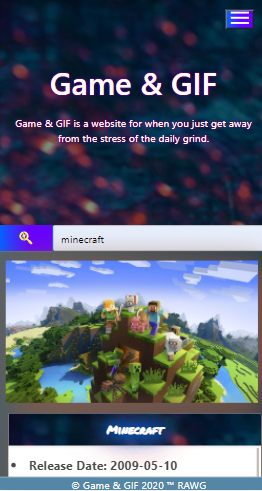 Game & GIF
Game & GIF is a website for when you just get away
from the stress of the daily grind.
minecraft
Minecraft
Release Date: 2009-05-10
© Game & GIF 2020 ™ RAWG